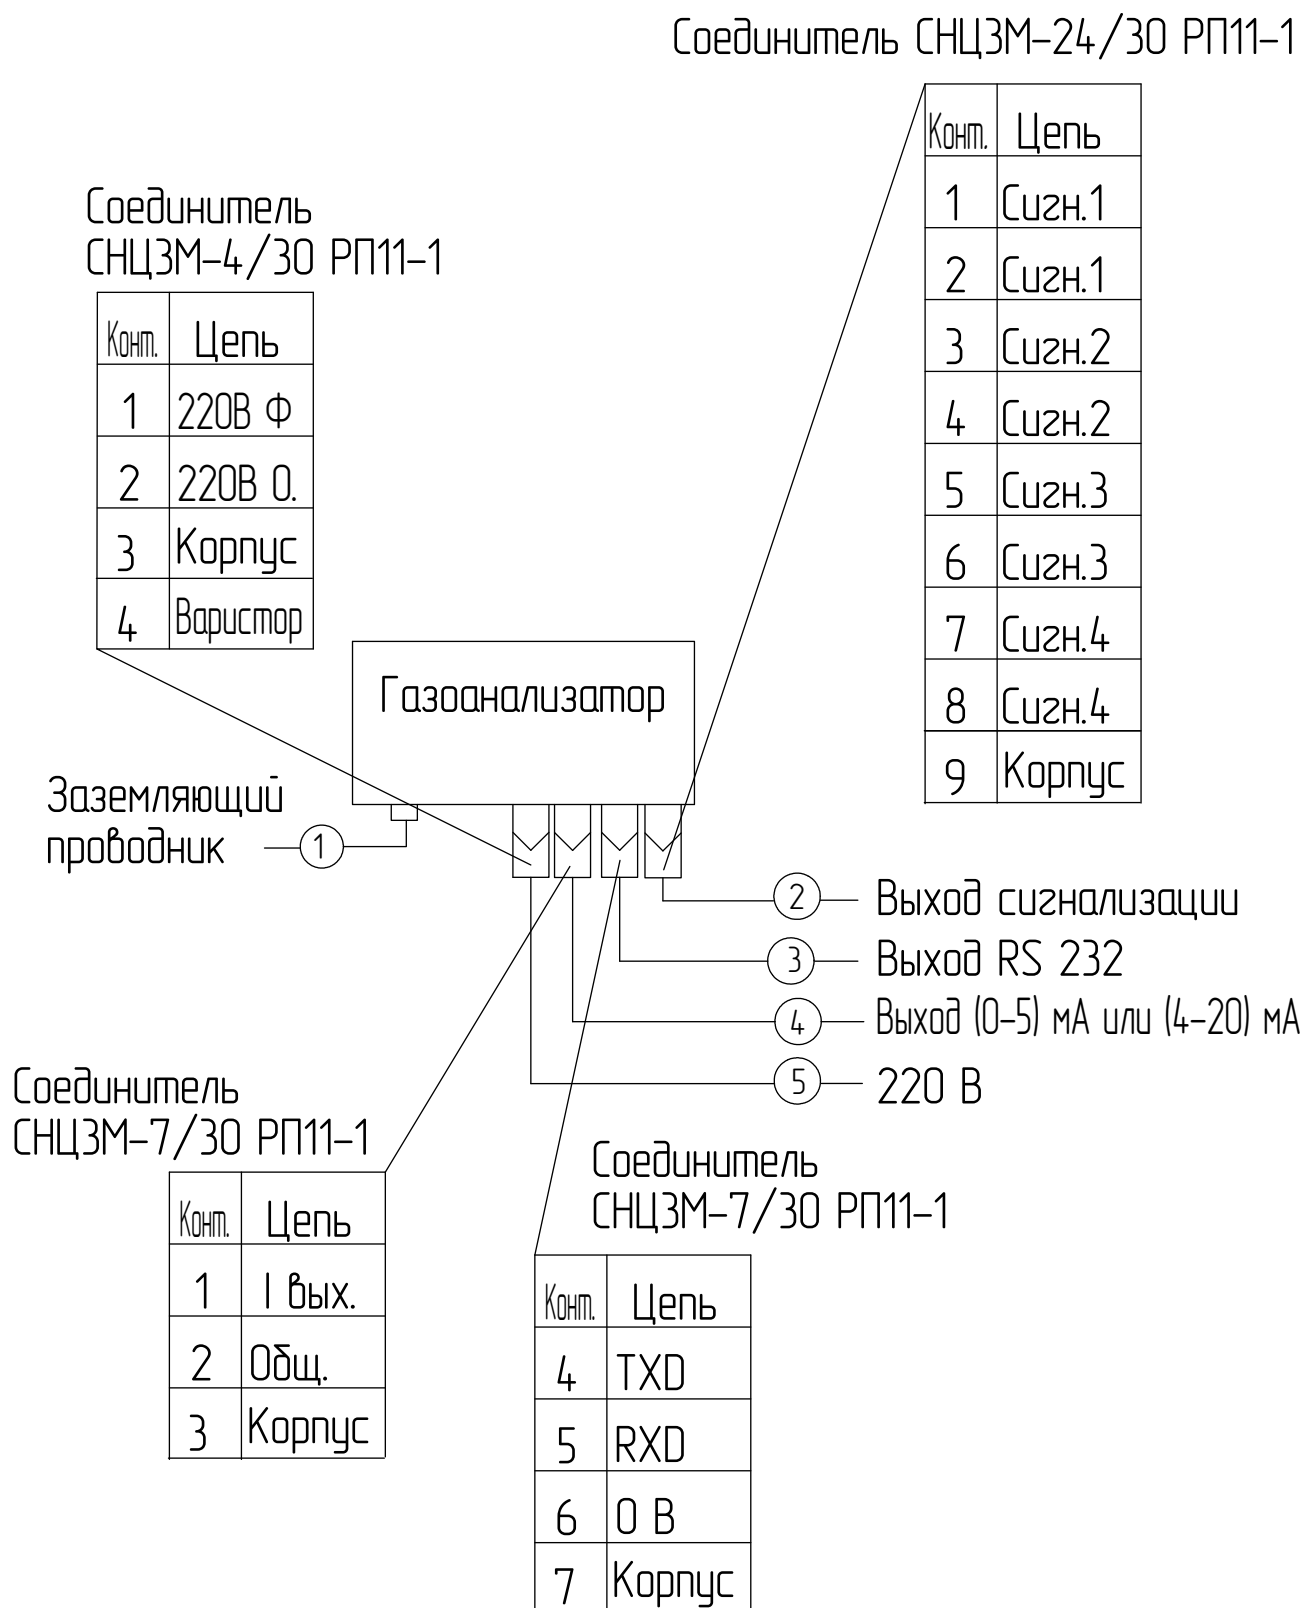 Соединитель СНЦ3М-24/30 РП11-1
Конт. Цепь
1 Сигн.1
2 Сигн.1
3 Сигн.2
4 Сигн.2
5 Сигн.3
6 Сигн.3
7 Сигн.4
8 Сигн.4
9 Корпус
Соединитель
СНЦ3М-4/30 РП11-1
Конт. Цепь
1 220В Ф
2 220В 0.
3 Корпус
4 Варистор
Газоанализатор
Заземляющий
проводник
1
2 Выход сигнализации
3 Выход RS 232
4 Выход (0-5) мА или (4-20) мА
5 220 В
Соединитель
СНЦ3М-7/30 РП11-1
Конт. Цепь
1 I вых.
2 Общ.
3 Корпус
Соединитель
СНЦ3М-7/30 РП11-1
Конт. Цепь
4 TXD
5 RXD
6 0 В
7 Корпус